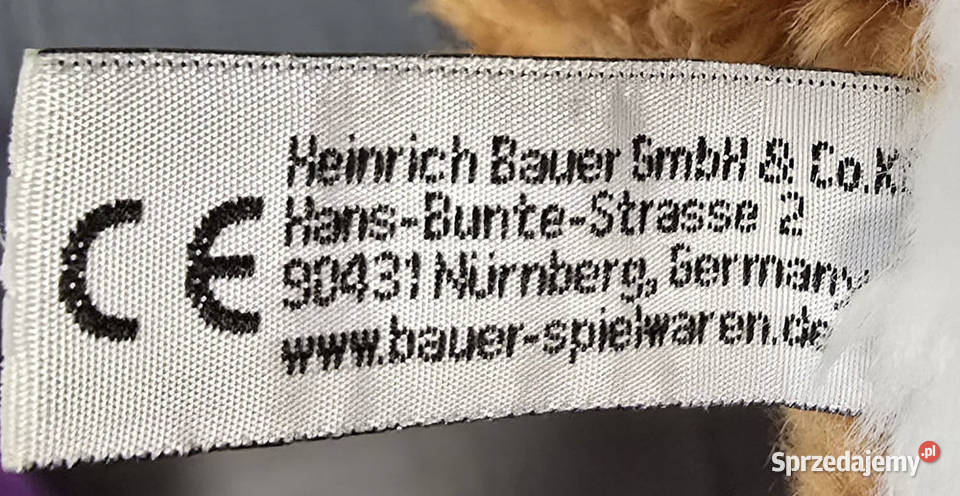 CE
Heinrich Bauer GmbH & Co.K
Hans-Bunte-Strasse 2
90431 Nürnberg, Germany
www.bauer-spielwaren.de
Sprzedajemy.pl